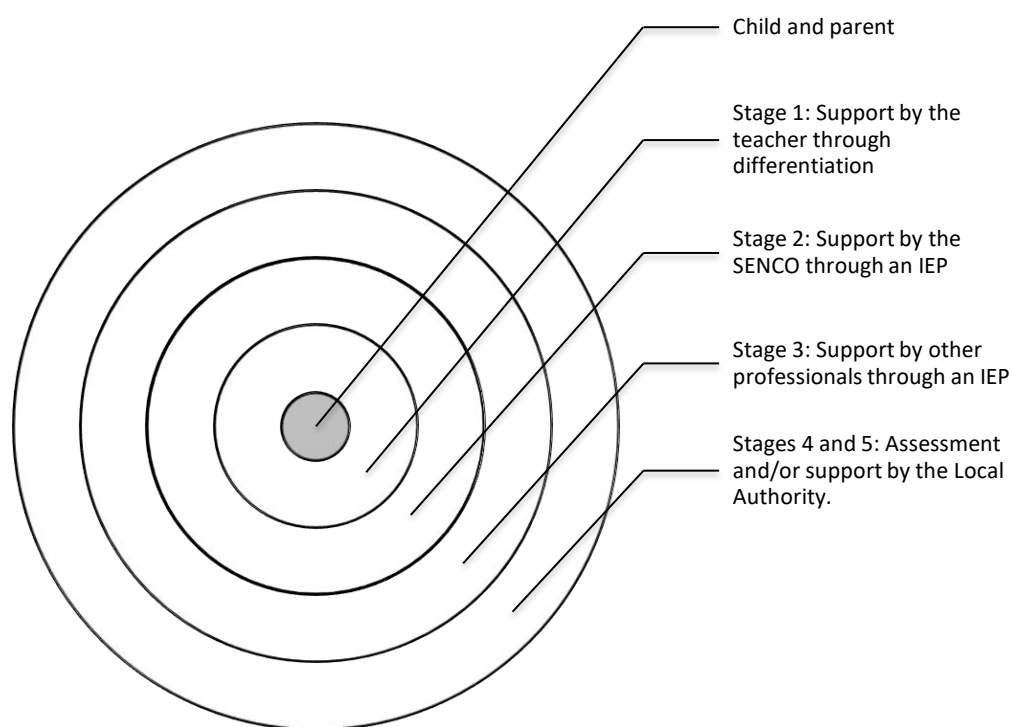 Child and parent
Stage 1: Support by the
teacher through
differentiation
Stage 2: Support by the
SENCO through an IEP
Stage 3: Support by other
professionals through an IEP
Stages 4 and 5: Assessment
and/or support by the Local
Authority.